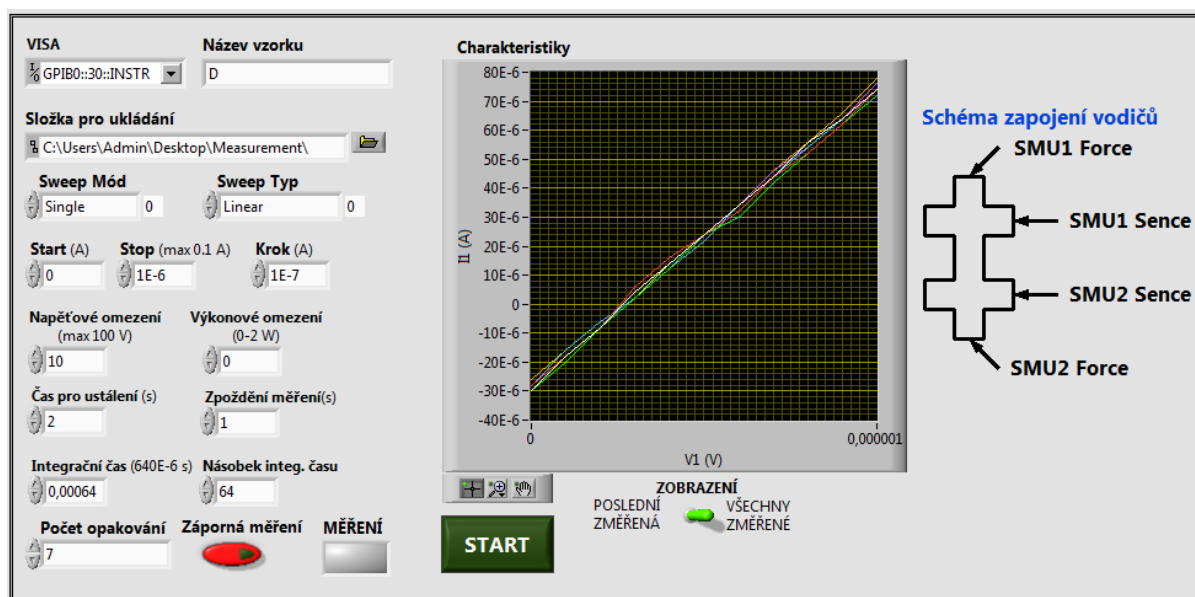 VISA
Název vzorku
GPIB0::30::INSTR
D
Složka pro ukládání
C:\Users\Admin\Desktop\Measurement\
Sweep Mód
Sweep Typ
Single
0
Linear
0
Start (A)
Stop (max 0.1 A)
Krok (A)
0
1E-6
1E-7
Napěťové omezení
(max 100 V)
Výkonové omezení
(0-2 W)
10
0
Čas pro ustálení (s)
Zpoždění měření(s)
2
1
Integrační čas (640E-6 s)
Násobek integ. času
0,00064
64
Počet opakování
Záporná měření
MĚŘENÍ
7
Charakteristiky
80E-6
70E-6
60E-6
50E-6
40E-6
30E-6
20E-6
10E-6
0
-10E-6
-20E-6
-30E-6
-40E-6
I1 (A)
0
0,000001
V1 (V)
ZOBRAZENÍ
POSLEDNÍ
ZMĚŘENÁ
VŠECHNY
ZMĚŘENÉ
START
Schéma zapojení vodičů
SMU1 Force
SMU1 Sence
SMU2 Sence
SMU2 Force